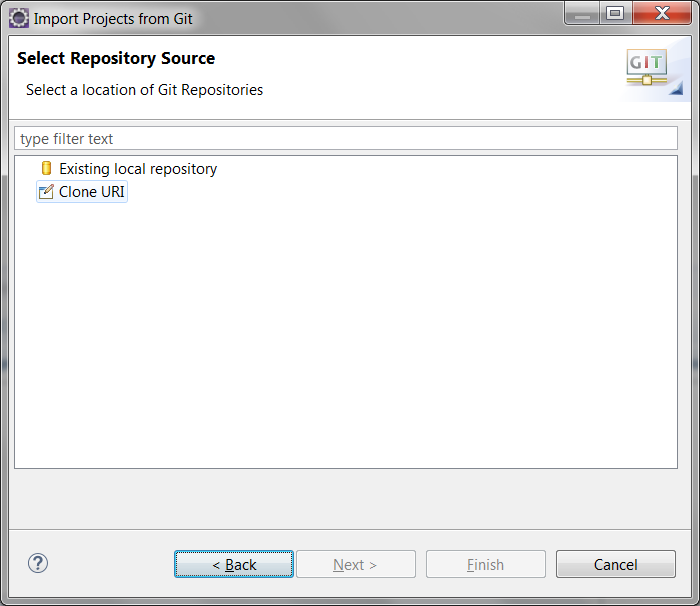 Import Projects from Git
Select Repository Source
Select a location of Git Repositories
GIT
type filter text
Existing local repository
Clone URI
?
< Back
Next >
Finish
Cancel